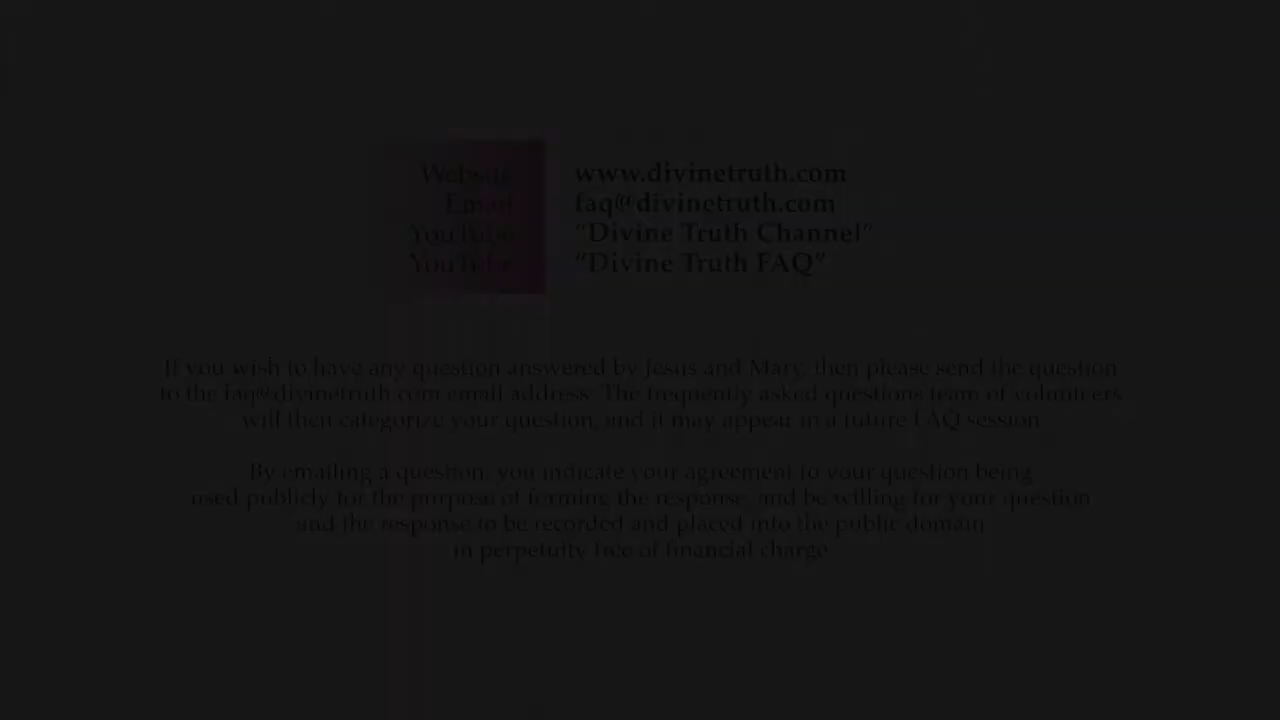 Website www.divinetruth.com
Email faq@divinetruth.com
YouTube “Divine Truth Channel”
YouTube “Divine Truth FAQ”
If you wish to have any question answered by Jesus and Mary, then please send the question
to the faq@divinetruth.com email address. The frequently asked questions team of volunteers
will then categorize your question, and it may appear in a future FAQ session.
By emailing a question, you indicate your agreement to your question being
used publicly for the purpose of forming the response, and be willing for your question
and the response to be recorded and placed into the public domain
in perpetuity free of financial charge.